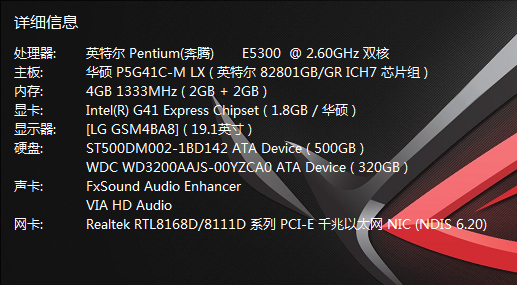 详细信息
处理器: 英特尔 Pentium(奔腾) E5300 @ 2.60GHz 双核
主板: 华硕 P5G41C-M LX ( 英特尔 82801GB/GR ICH7 芯片组 )
内存: 4GB 1333MHz ( 2GB + 2GB )
显卡: Intel(R) G41 Express Chipset ( 1.8GB / 华硕 )
显示器: [LG GSM4BA8] ( 19.1英寸 )
硬盘: ST500DM002-1BD142 ATA Device ( 500GB )
WDC WD3200AAJS-00YZCA0 ATA Device ( 320GB )
声卡: FxSound Audio Enhancer
VIA HD Audio
网卡: Realtek RTL8168D/8111D 系列 PCI-E 千兆以太网 NIC (NDIS 6.20)